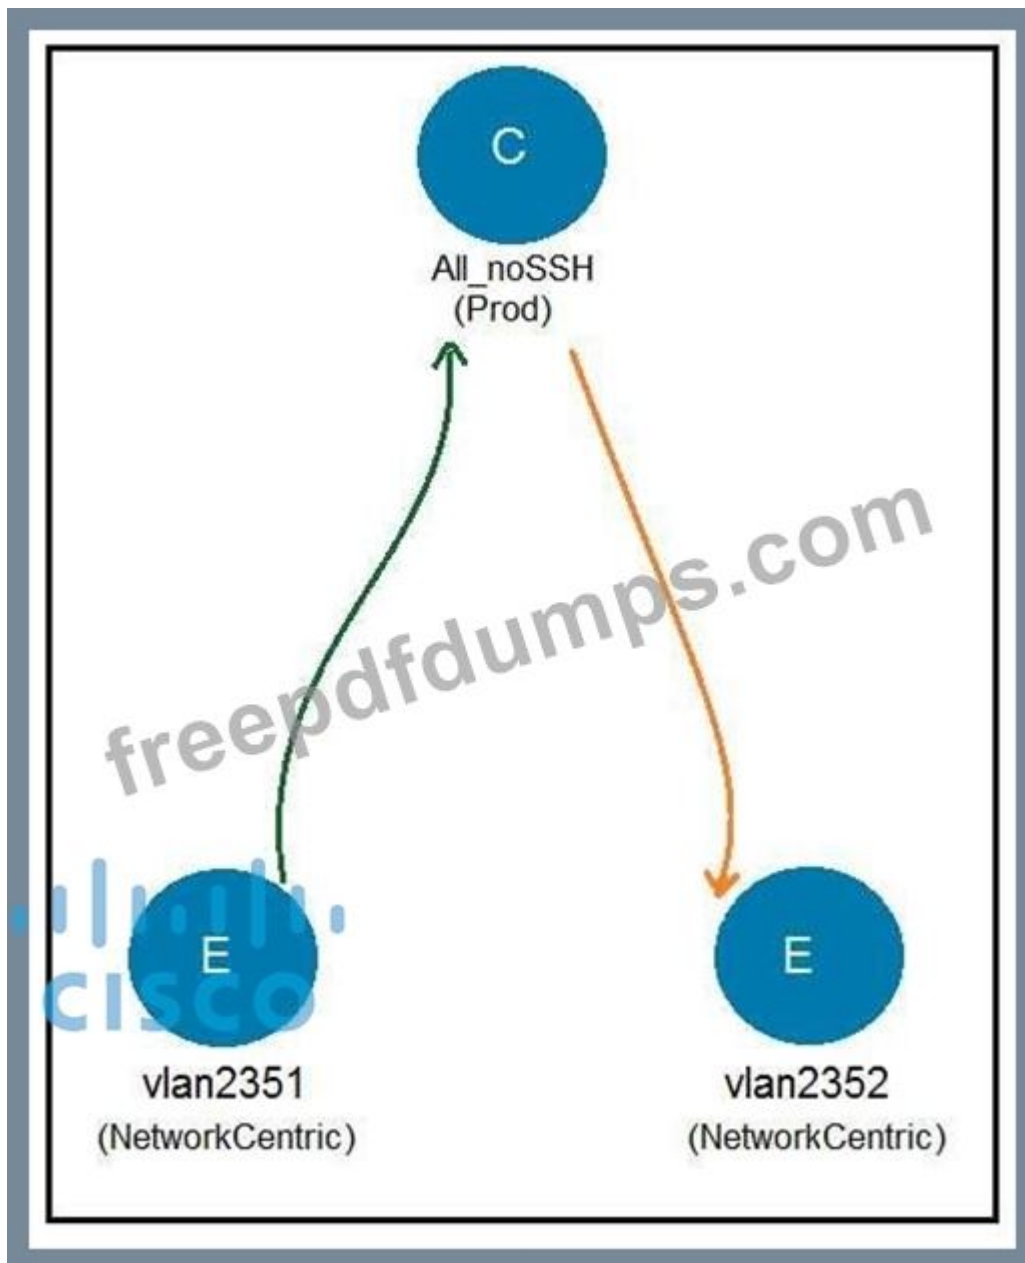 C
All_noSSH
(Prod)
freepdfdumps.com
E
CISCO
vlan2351
(NetworkCentric)
E
vlan2352
(NetworkCentric)